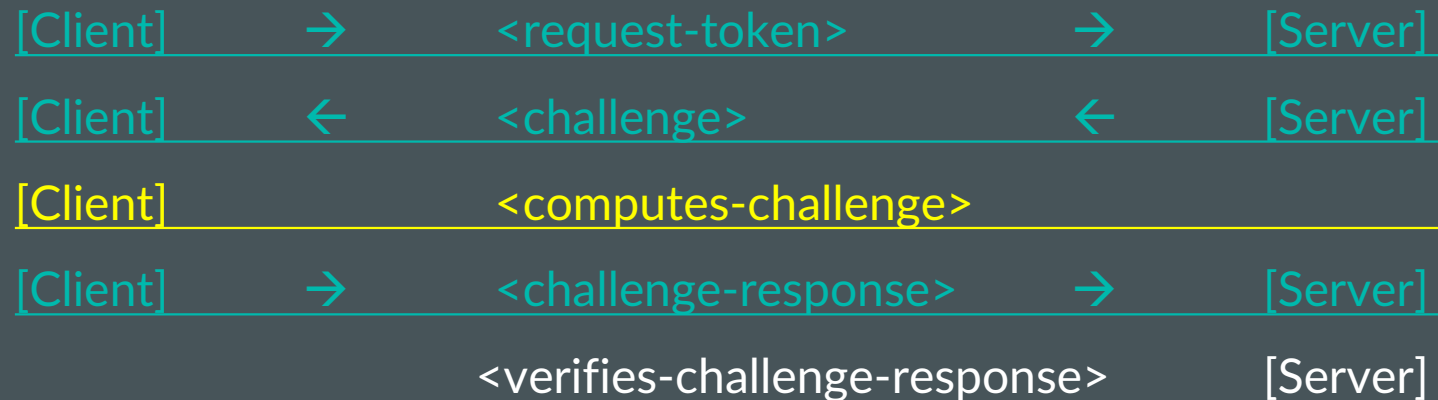 [Client] → <request-token> → [Server]
[Client] ← <challenge> ← [Server]
[Client] <computes-challenge>
[Client] → <challenge-response> → [Server]
<verifies-challenge-response> [Server]